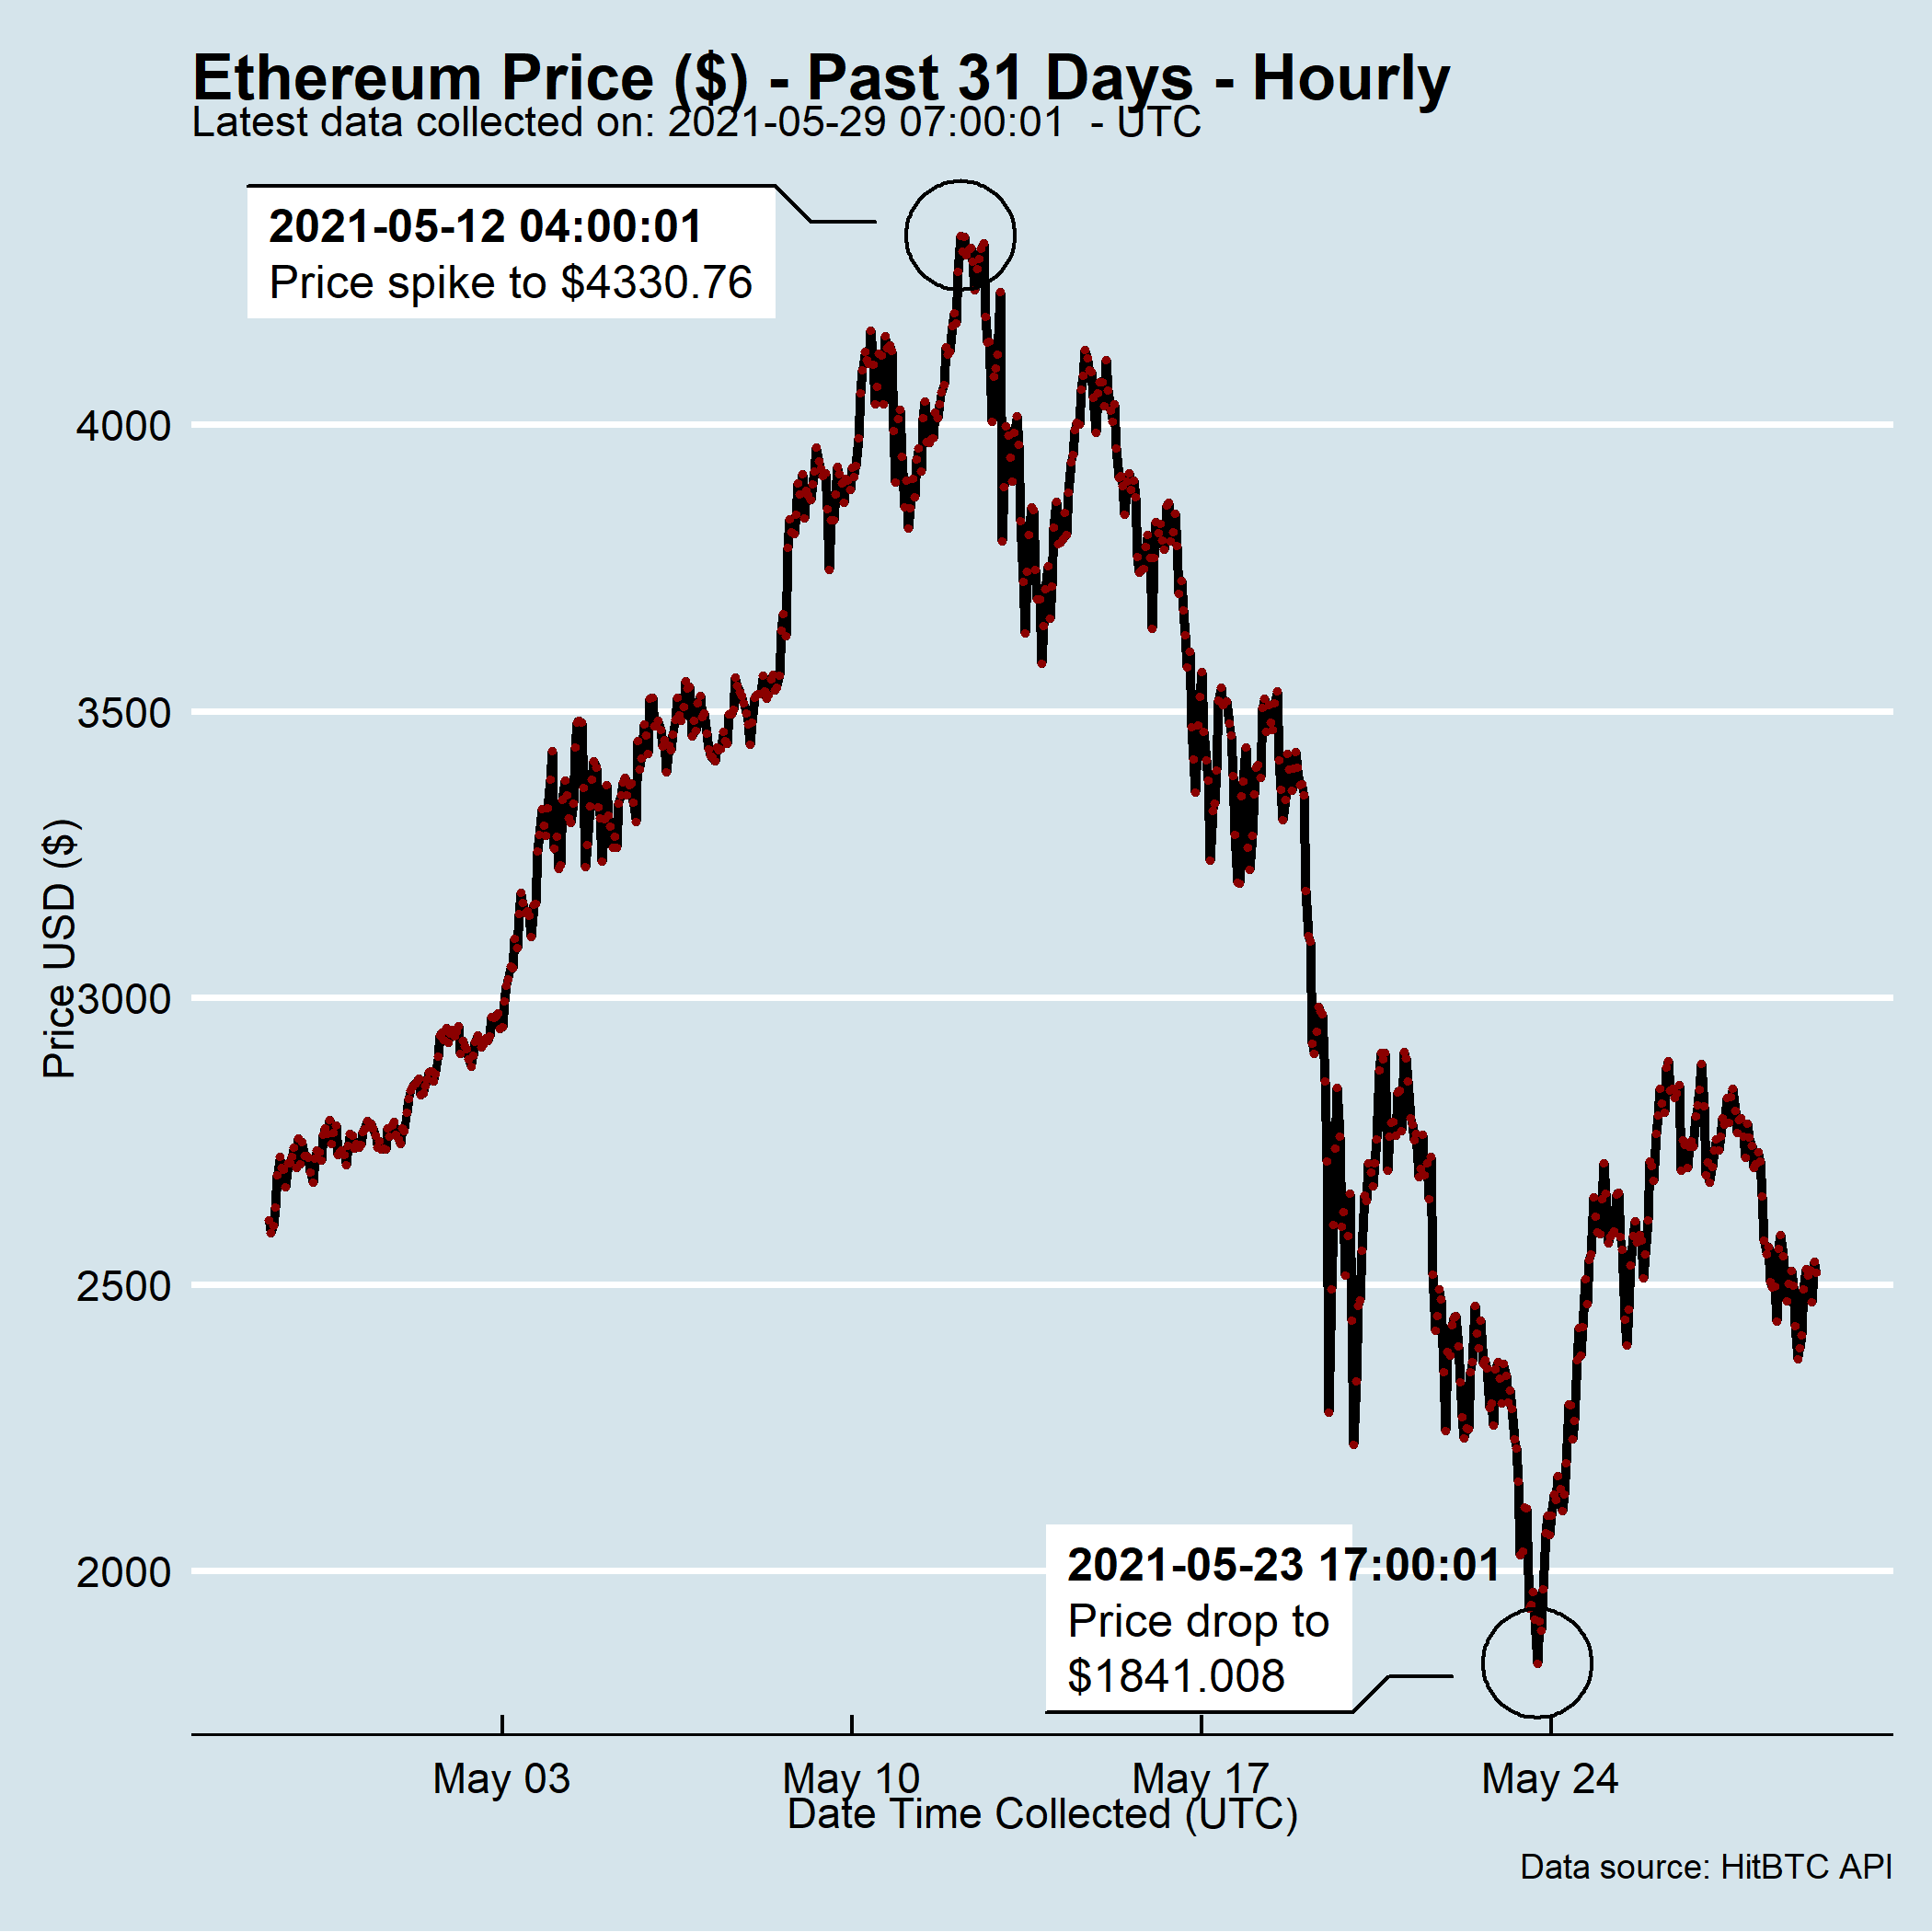 Ethereum Price ($) - Past 31 Days - Hourly
Latest data collected on: 2021-05-29 07:00:01  - UTC
2021-05-12 04:00:01
Price spike to $4330.76
4000
3500
3000
2500
2000
Price USD ($)
2021-05-23 17:00:01
Price drop to
$1841.008
May 03
May 10
May 17
May 24
Date Time Collected (UTC)
Data source: HitBTC API